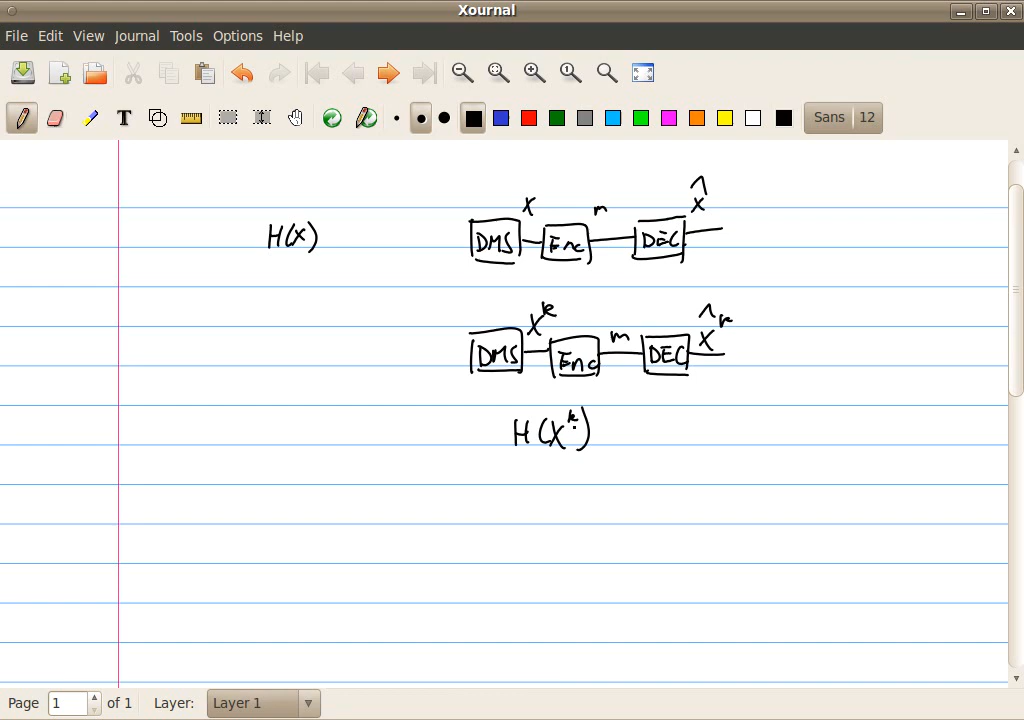 Xournal
File Edit View Journal Tools Options Help
Sans 12
H(X)
X m X̂
DMS Enc DEC
X^k m X̂^k
DMS Enc DEC
H(X^k)
Page 1 of 1 Layer: Layer 1